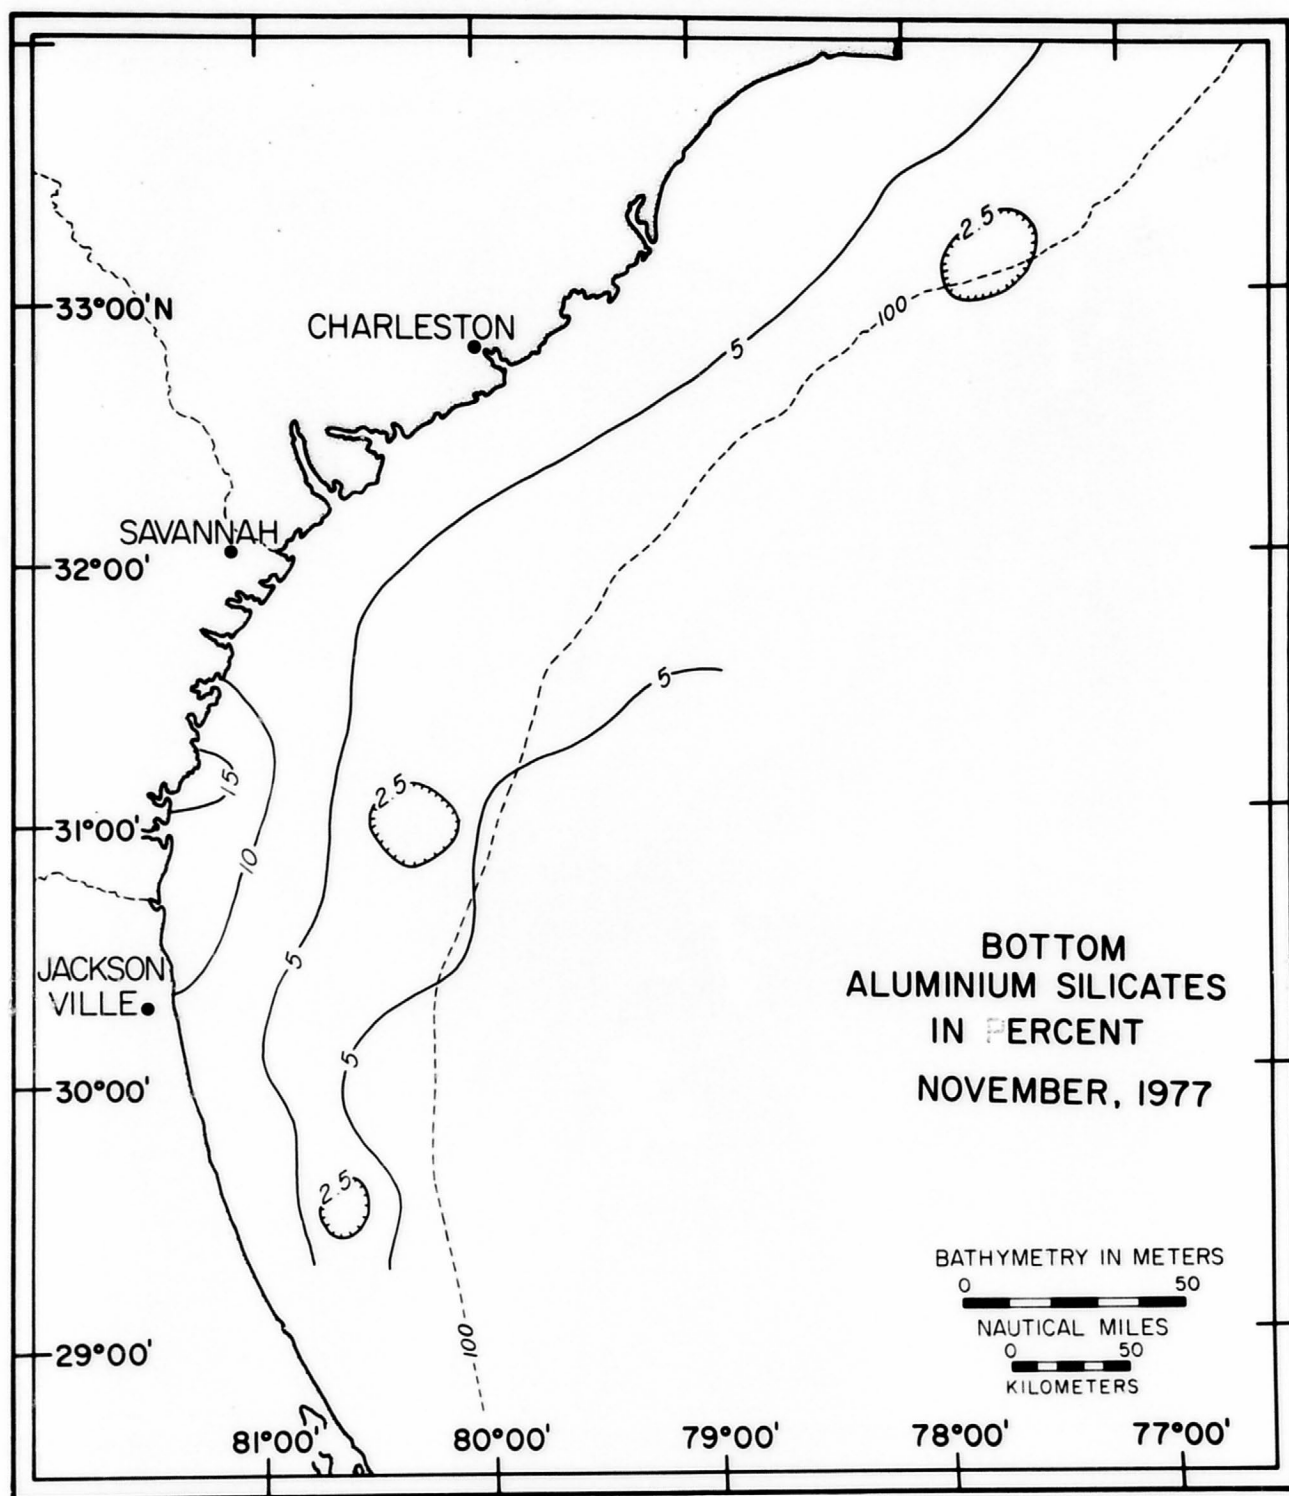 2.5
33°00'N
100
CHARLESTON
5
SAVANNAH
32°00'
5
2.5
15
31°00'
10
BOTTOM
ALUMINIUM SILICATES
IN PERCENT
NOVEMBER, 1977
5
JACKSON
VILLE
5
30°00'
2.5
BATHYMETRY IN METERS
0 50
NAUTICAL MILES
0 50
KILOMETERS
100
29°00'
81°00' 80°00' 79°00' 78°00' 77°00'